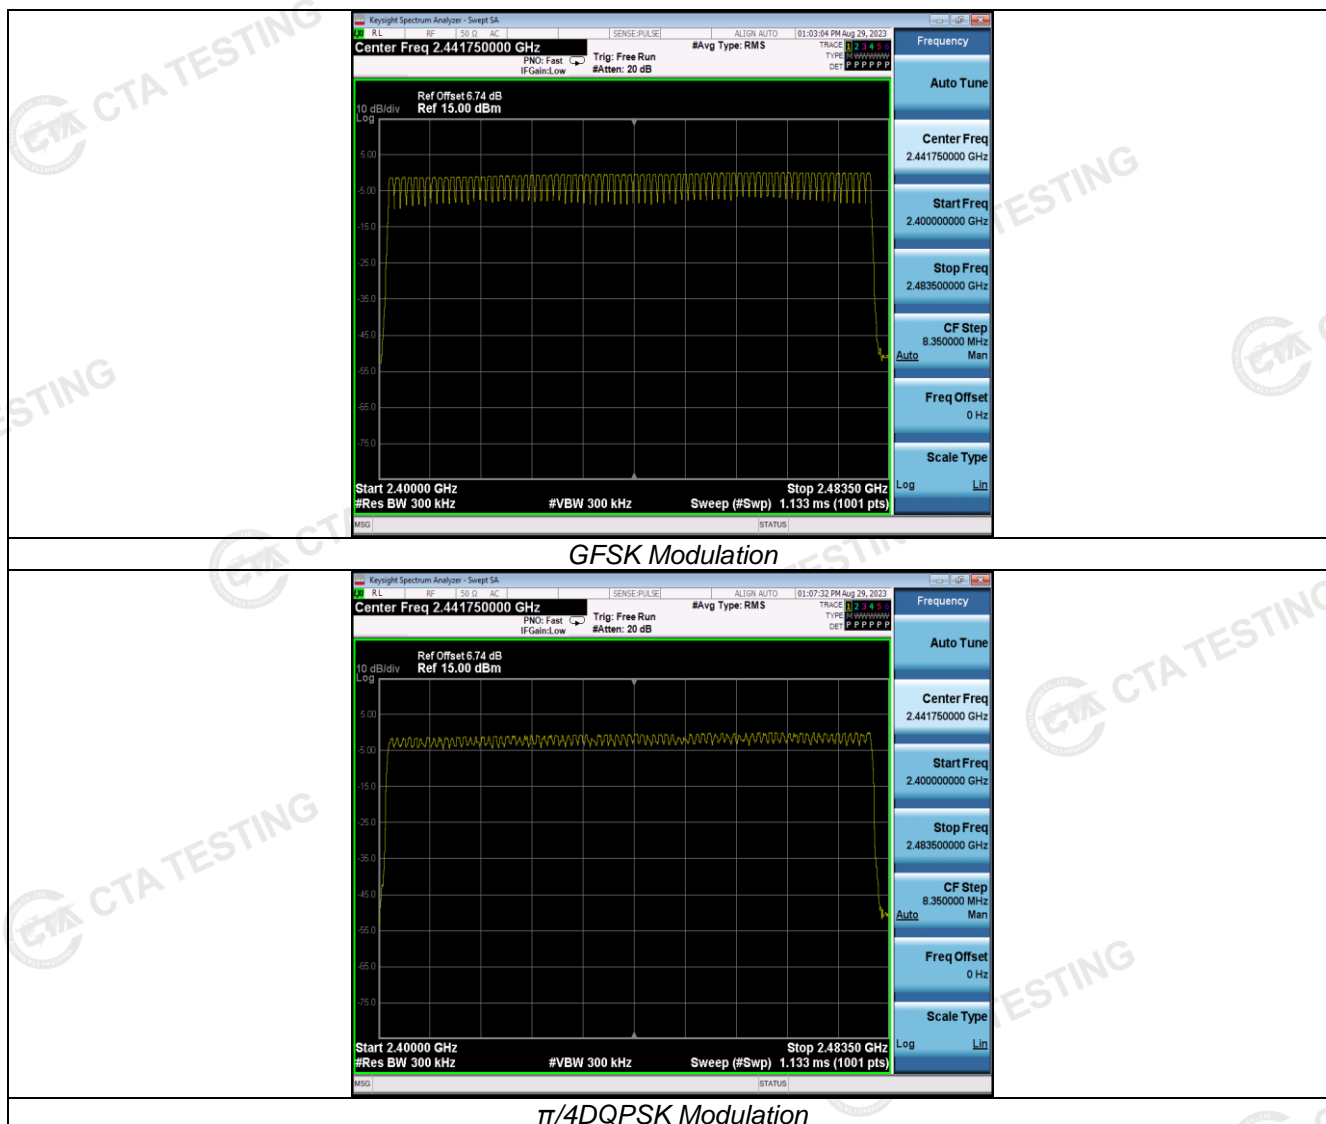 Keysight Spectrum Analyzer - Swept SA
RL RF 50 Ω AC SENSE:PULSE ALIGN AUTO 01:03:04 PM Aug 29, 2023
Center Freq 2.441750000 GHz #Avg Type: RMS TRACE 1 2 3 4 5 6
PNO: Fast Trig: Free Run TYPE M WWWWW
IFGain:Low #Atten: 20 dB DET P P P P P P
Ref Offset 6.74 dB
10 dB/div Ref 15.00 dBm
Log
5.00
-5.00
-15.0
-25.0
-35.0
-45.0
-55.0
-65.0
-75.0
Start 2.40000 GHz Stop 2.48350 GHz
#Res BW 300 kHz #VBW 300 kHz Sweep (#Swp) 1.133 ms (1001 pts)
MSG STATUS
Frequency
Auto Tune
Center Freq
2.441750000 GHz
Start Freq
2.400000000 GHz
Stop Freq
2.483500000 GHz
CF Step
8.350000 MHz
Auto Man
Freq Offset
0 Hz
Scale Type
Log Lin
GFSK Modulation
Keysight Spectrum Analyzer - Swept SA
RL RF 50 Ω AC SENSE:PULSE ALIGN AUTO 01:07:32 PM Aug 29, 2023
Center Freq 2.441750000 GHz #Avg Type: RMS TRACE 1 2 3 4 5 6
PNO: Fast Trig: Free Run TYPE M WWWWW
IFGain:Low #Atten: 20 dB DET P P P P P P
Ref Offset 6.74 dB
10 dB/div Ref 15.00 dBm
Log
5.00
-5.00
-15.0
-25.0
-35.0
-45.0
-55.0
-65.0
-75.0
Start 2.40000 GHz Stop 2.48350 GHz
#Res BW 300 kHz #VBW 300 kHz Sweep (#Swp) 1.133 ms (1001 pts)
MSG STATUS
Frequency
Auto Tune
Center Freq
2.441750000 GHz
Start Freq
2.400000000 GHz
Stop Freq
2.483500000 GHz
CF Step
8.350000 MHz
Auto Man
Freq Offset
0 Hz
Scale Type
Log Lin
π/4DQPSK Modulation
CTA TESTING
TESTING
CTA
ESTING
CTA
CTA TESTING
CTA TESTING
TESTING